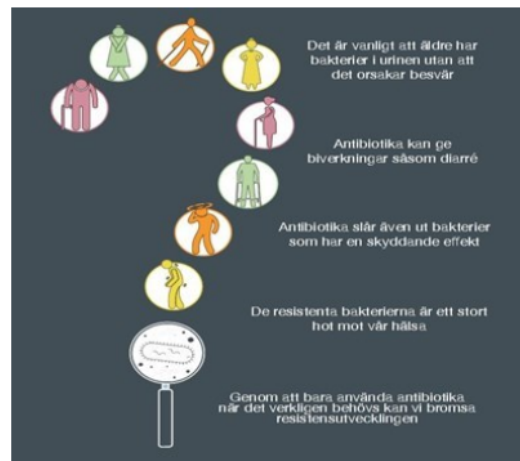 Det är vanligt att äldre har
bakterier i urinen utan att
det orsakar besvär
Antibiotika kan ge
biverkningar såsom diarré
Antibiotika slår även ut bakterier
som har en skyddande effekt
De resistenta bakterierna är ett stort
hot mot vår hälsa
Genom att bara använda antibiotika
när det verkligen behövs kan vi bromsa
resistensutvecklingen